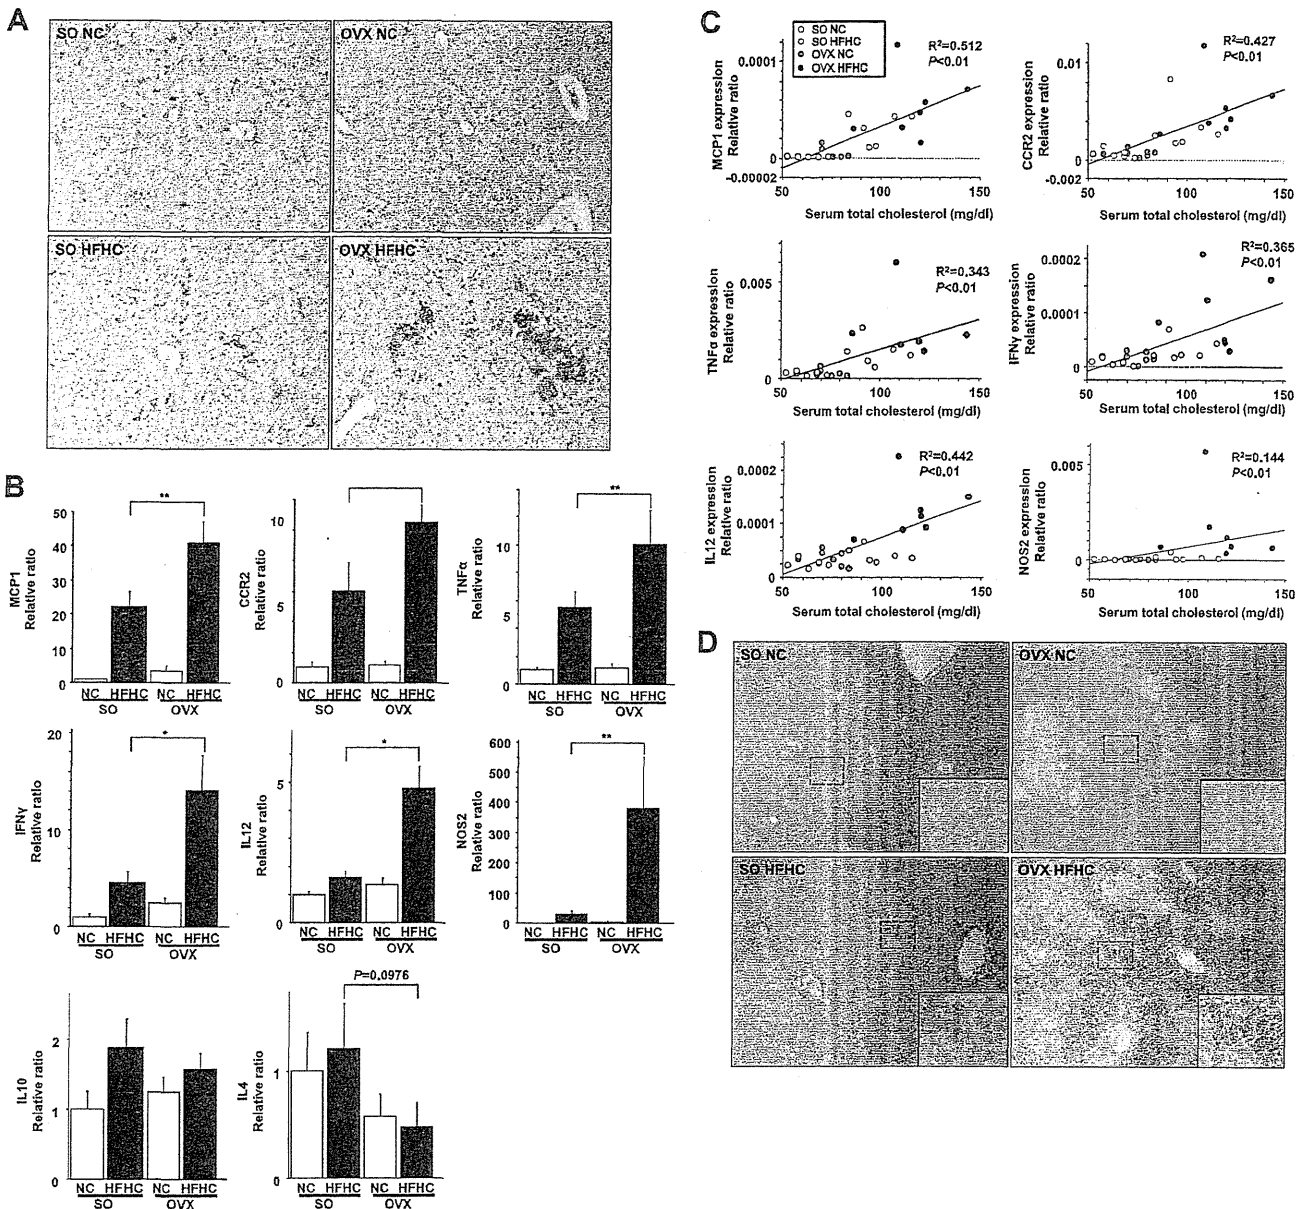 A
SO NC
OVX NC
SO HFHC
OVX HFHC
B
**
50
40
30
20
10
0
MCP1
Relative ratio
NC HFHC NC HFHC
SO OVX
10
5
0
CCR2
Relative ratio
NC HFHC NC HFHC
SO OVX
**
10
5
0
TNFα
Relative ratio
NC HFHC NC HFHC
SO OVX
*
20
10
0
IFNγ
Relative ratio
NC HFHC NC HFHC
SO OVX
*
5
0
IL12
Relative ratio
NC HFHC NC HFHC
SO OVX
**
600
500
400
300
200
100
0
NOS2
Relative ratio
NC HFHC NC HFHC
SO OVX
2
1
0
IL10
Relative ratio
NC HFHC NC HFHC
SO OVX
P=0.0976
1
0
IL4
Relative ratio
NC HFHC NC HFHC
SO OVX
C
SO NC
SO HFHC
OVX NC
OVX HFHC
R²=0.512
P<0.01
0.0001
0
-0.00002
MCP1 expression
Relative ratio
50 100 150
Serum total cholesterol (mg/dl)
R²=0.427
P<0.01
0.01
0
-0.002
CCR2 expression
Relative ratio
50 100 150
Serum total cholesterol (mg/dl)
R²=0.343
P<0.01
0.005
0
TNFα expression
Relative ratio
50 100 150
Serum total cholesterol (mg/dl)
R²=0.365
P<0.01
0.0002
0.0001
0
IFNγ expression
Relative ratio
50 100 150
Serum total cholesterol (mg/dl)
R²=0.442
P<0.01
0.0002
0.0001
0
IL12 expression
Relative ratio
50 100 150
Serum total cholesterol (mg/dl)
R²=0.144
P<0.01
0.005
0
NOS2 expression
Relative ratio
50 100 150
Serum total cholesterol (mg/dl)
D
SO NC
OVX NC
SO HFHC
OVX HFHC